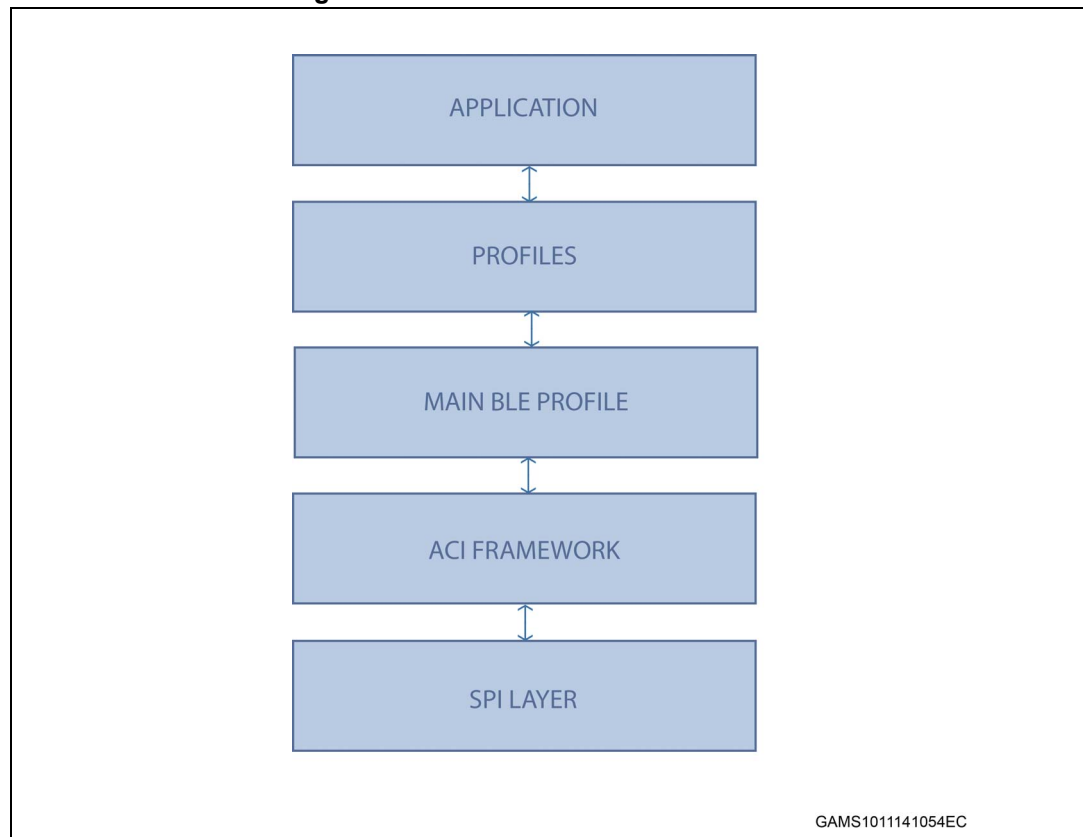 APPLICATION
PROFILES
MAIN BLE PROFILE
ACI FRAMEWORK
SPI LAYER
GAMS1011141054EC